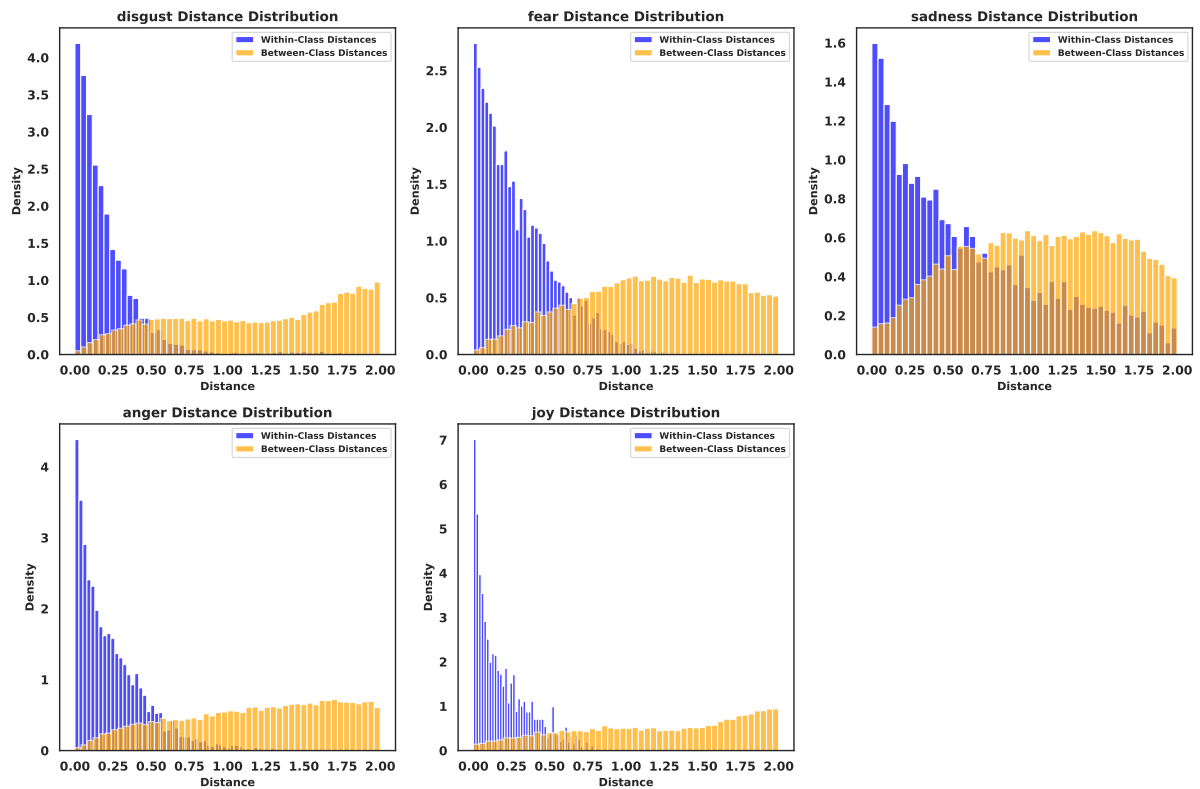 disgust Distance Distribution
Within-Class Distances
Between-Class Distances
Density
4.0
3.5
3.0
2.5
2.0
1.5
1.0
0.5
0.0
0.00 0.25 0.50 0.75 1.00 1.25 1.50 1.75 2.00
Distance
fear Distance Distribution
Within-Class Distances
Between-Class Distances
Density
2.5
2.0
1.5
1.0
0.5
0.0
0.00 0.25 0.50 0.75 1.00 1.25 1.50 1.75 2.00
Distance
sadness Distance Distribution
Within-Class Distances
Between-Class Distances
Density
1.6
1.4
1.2
1.0
0.8
0.6
0.4
0.2
0.0
0.00 0.25 0.50 0.75 1.00 1.25 1.50 1.75 2.00
Distance
anger Distance Distribution
Within-Class Distances
Between-Class Distances
Density
4
3
2
1
0
0.00 0.25 0.50 0.75 1.00 1.25 1.50 1.75 2.00
Distance
joy Distance Distribution
Within-Class Distances
Between-Class Distances
Density
7
6
5
4
3
2
1
0
0.00 0.25 0.50 0.75 1.00 1.25 1.50 1.75 2.00
Distance